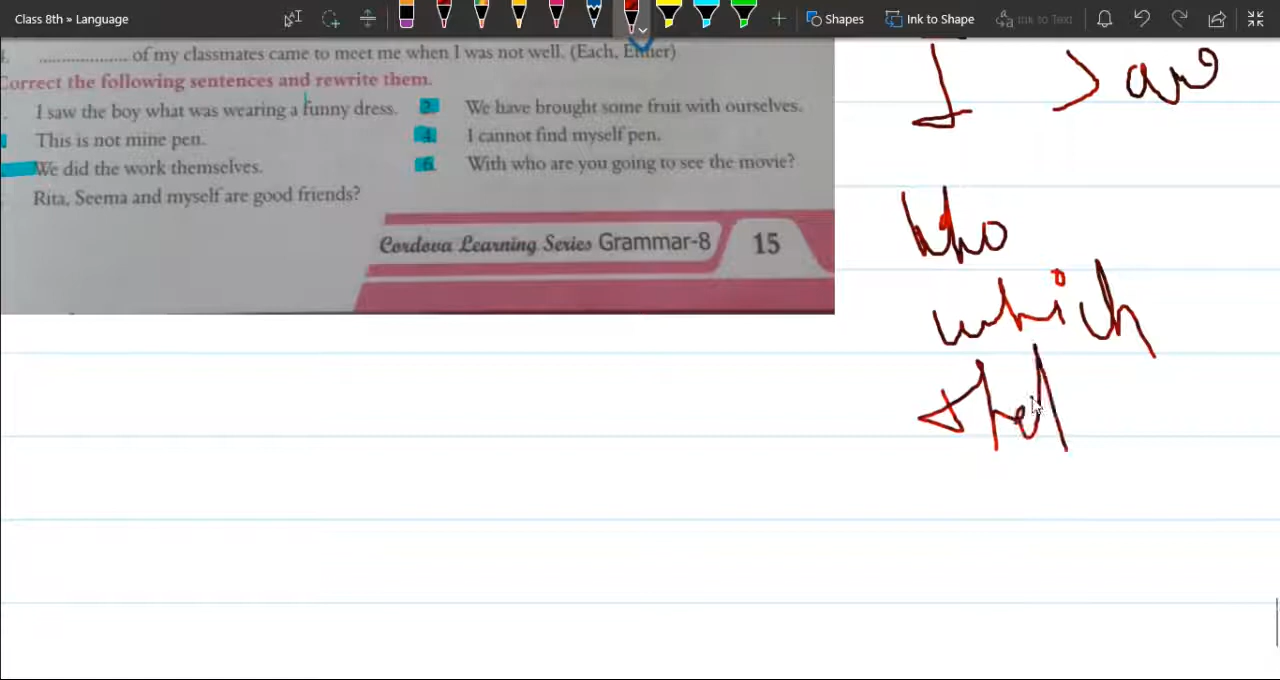 Class 8th » Language
Shapes
Ink to Shape
Ink to Text
.................. of my classmates came to meet me when I was not well. (Each, Either)
Correct the following sentences and rewrite them.
I saw the boy what was wearing a funny dress. 2. We have brought some fruit with ourselves.
This is not mine pen. 4. I cannot find myself pen.
We did the work themselves. 6. With who are you going to see the movie?
Rita, Seema and myself are good friends?
Cordova Learning Series Grammar-8 15
I saw
who
which
that